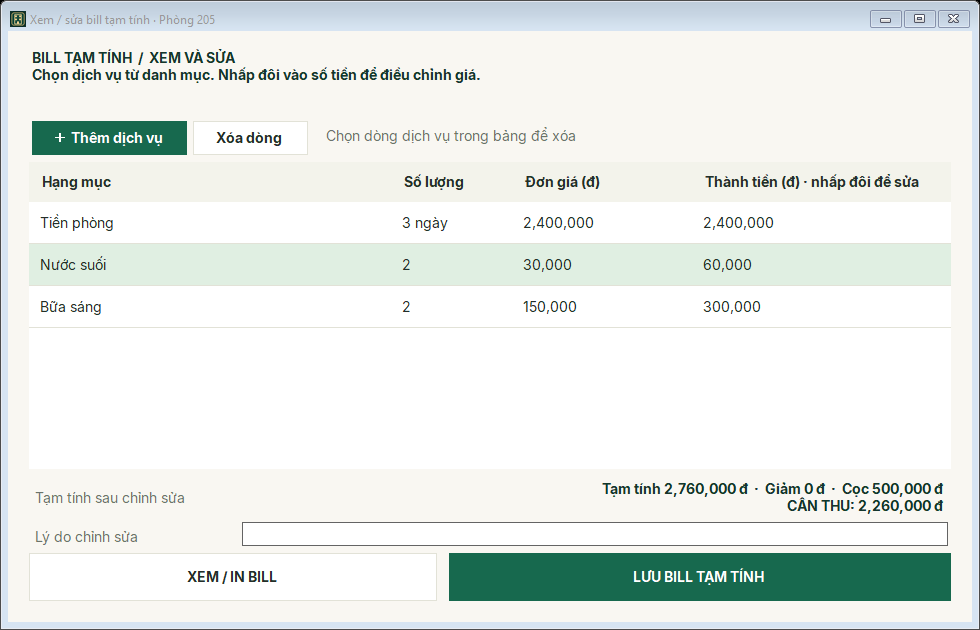 Xem / sửa bill tạm tính · Phòng 205
BILL TẠM TÍNH / XEM VÀ SỬA
Chọn dịch vụ từ danh mục. Nhấp đôi vào số tiền để điều chỉnh giá.
+ Thêm dịch vụ Xóa dòng Chọn dòng dịch vụ trong bảng để xóa
Hạng mục Số lượng Đơn giá (đ) Thành tiền (đ) · nhấp đôi để sửa
Tiền phòng 3 ngày 2,400,000 2,400,000
Nước suối 2 30,000 60,000
Bữa sáng 2 150,000 300,000
Tạm tính sau chỉnh sửa
Tạm tính 2,760,000 đ · Giảm 0 đ · Cọc 500,000 đ
CẦN THU: 2,260,000 đ
Lý do chỉnh sửa
XEM / IN BILL LƯU BILL TẠM TÍNH